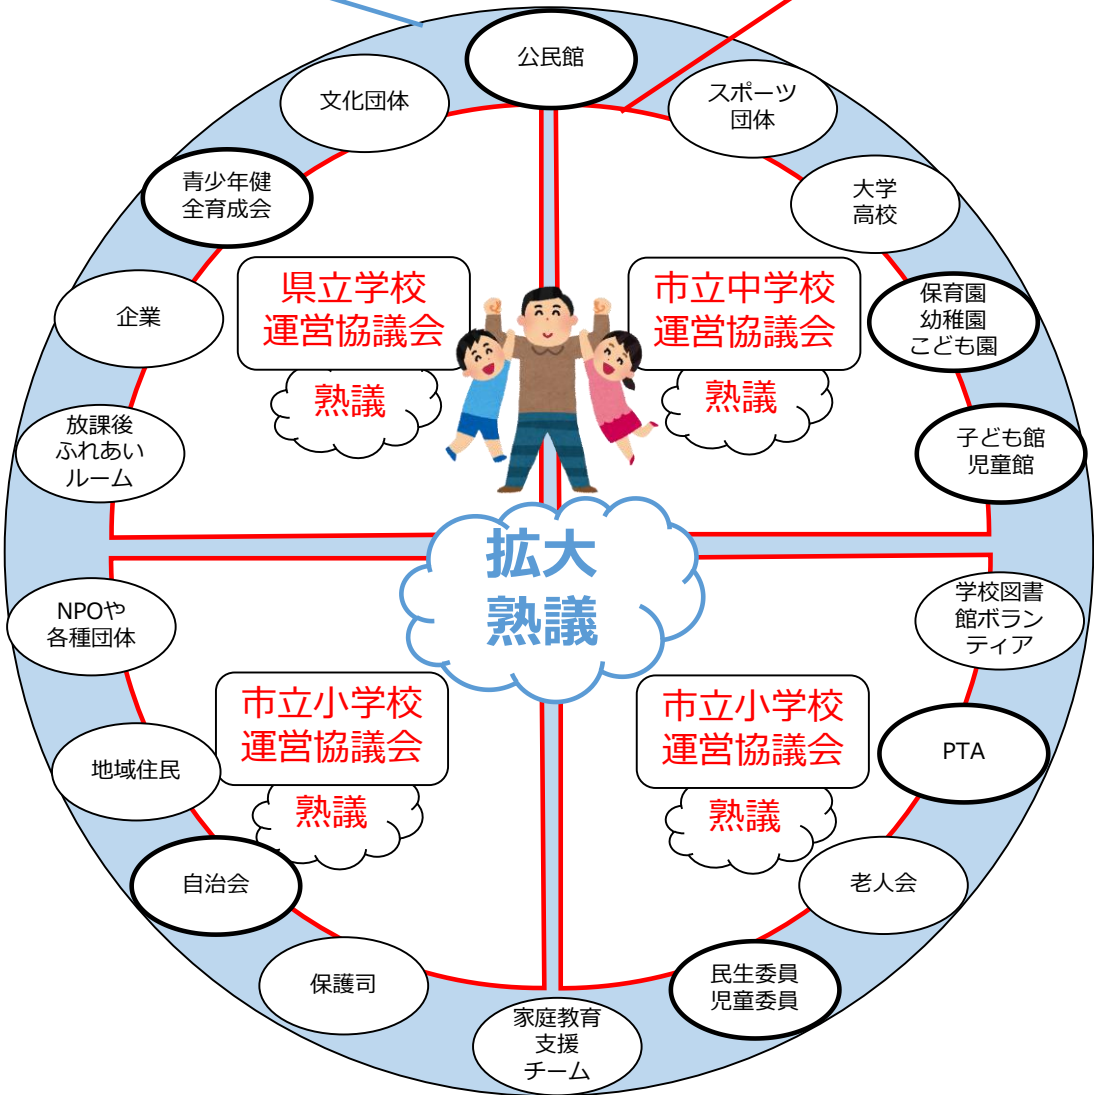 公民館
文化団体
スポーツ
団体
青少年健
全育成会
大学
高校
企業
県立学校
運営協議会
熟議
市立中学校
運営協議会
熟議
保育園
幼稚園
こども園
放課後
ふれあい
ルーム
子ども館
児童館
拡大
熟議
NPOや
各種団体
学校図書
館ボラン
ティア
市立小学校
運営協議会
熟議
市立小学校
運営協議会
熟議
地域住民
PTA
自治会
老人会
保護司
民生委員
児童委員
家庭教育
支援
チーム